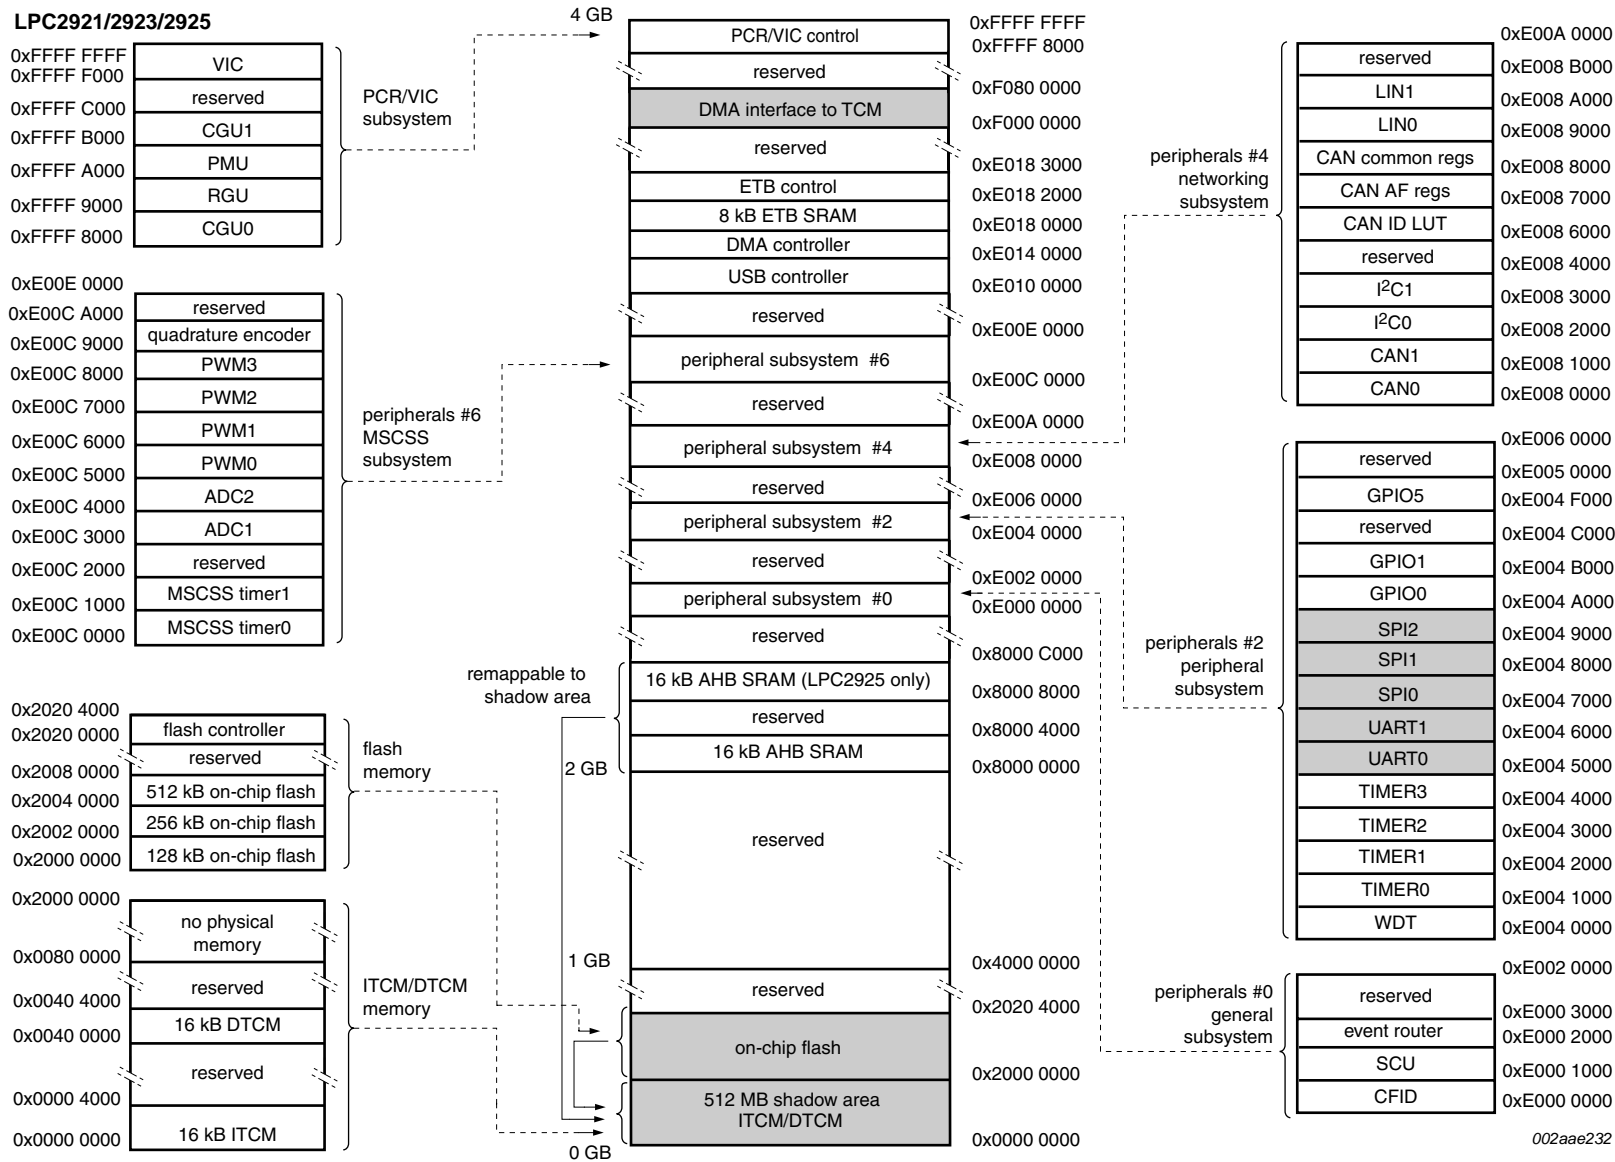 LPC2921/2923/2925
0xFFFF FFFF
0xFFFF F000
0xFFFF C000
0xFFFF B000
0xFFFF A000
0xFFFF 9000
0xFFFF 8000
VIC
reserved
CGU1
PMU
RGU
CGU0
PCR/VIC
subsystem
0xE00E 0000
0xE00C A000
0xE00C 9000
0xE00C 8000
0xE00C 7000
0xE00C 6000
0xE00C 5000
0xE00C 4000
0xE00C 3000
0xE00C 2000
0xE00C 1000
0xE00C 0000
reserved
quadrature encoder
PWM3
PWM2
PWM1
PWM0
ADC2
ADC1
reserved
MSCSS timer1
MSCSS timer0
peripherals #6
MSCSS
subsystem
0x2020 4000
0x2020 0000
0x2008 0000
0x2004 0000
0x2002 0000
0x2000 0000
flash controller
reserved
512 kB on-chip flash
256 kB on-chip flash
128 kB on-chip flash
flash
memory
0x2000 0000
0x0080 0000
0x0040 4000
0x0040 0000
0x0000 4000
0x0000 0000
no physical
memory
reserved
16 kB DTCM
reserved
16 kB ITCM
ITCM/DTCM
memory
4 GB
remappable to
shadow area
2 GB
1 GB
0 GB
PCR/VIC control
reserved
DMA interface to TCM
reserved
ETB control
8 kB ETB SRAM
DMA controller
USB controller
reserved
peripheral subsystem #6
reserved
peripheral subsystem #4
reserved
peripheral subsystem #2
reserved
peripheral subsystem #0
reserved
16 kB AHB SRAM (LPC2925 only)
reserved
16 kB AHB SRAM
reserved
reserved
on-chip flash
512 MB shadow area
ITCM/DTCM
0xFFFF FFFF
0xFFFF 8000
0xF080 0000
0xF000 0000
0xE018 3000
0xE018 2000
0xE018 0000
0xE014 0000
0xE010 0000
0xE00E 0000
0xE00C 0000
0xE00A 0000
0xE008 0000
0xE006 0000
0xE004 0000
0xE002 0000
0xE000 0000
0x8000 C000
0x8000 8000
0x8000 4000
0x8000 0000
0x4000 0000
0x2020 4000
0x2000 0000
0x0000 0000
peripherals #4
networking
subsystem
reserved
LIN1
LIN0
CAN common regs
CAN AF regs
CAN ID LUT
reserved
I²C1
I²C0
CAN1
CAN0
0xE00A 0000
0xE008 B000
0xE008 A000
0xE008 9000
0xE008 8000
0xE008 7000
0xE008 6000
0xE008 4000
0xE008 3000
0xE008 2000
0xE008 1000
0xE008 0000
peripherals #2
peripheral
subsystem
reserved
GPIO5
reserved
GPIO1
GPIO0
SPI2
SPI1
SPI0
UART1
UART0
TIMER3
TIMER2
TIMER1
TIMER0
WDT
0xE006 0000
0xE005 0000
0xE004 F000
0xE004 C000
0xE004 B000
0xE004 A000
0xE004 9000
0xE004 8000
0xE004 7000
0xE004 6000
0xE004 5000
0xE004 4000
0xE004 3000
0xE004 2000
0xE004 1000
0xE004 0000
peripherals #0
general
subsystem
reserved
event router
SCU
CFID
0xE002 0000
0xE000 3000
0xE000 2000
0xE000 1000
0xE000 0000
002aae232